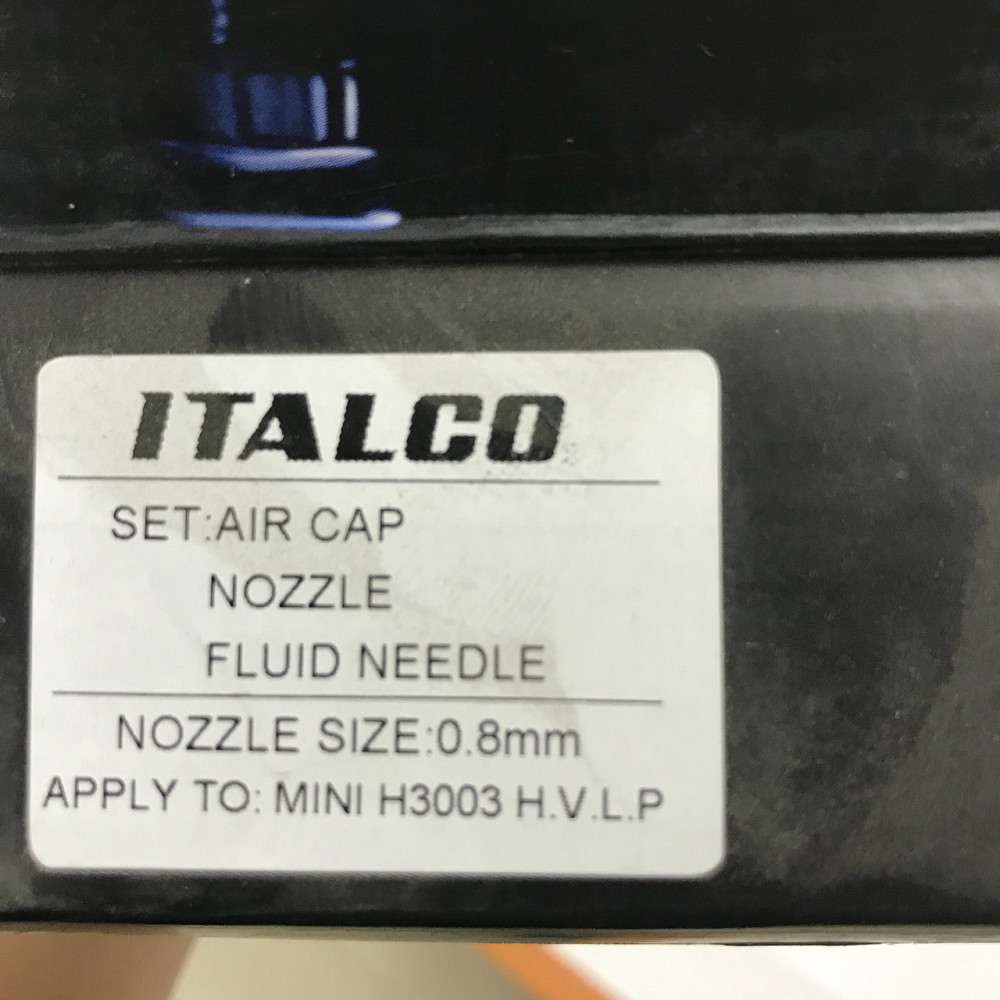 ITALCO
SET:AIR CAP
NOZZLE
FLUID NEEDLE
NOZZLE SIZE:0.8mm
APPLY TO: MINI H3003 H.V.L.P